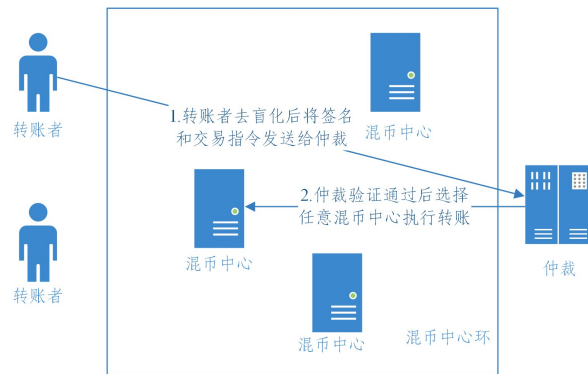 转账者
1.转账者去盲化后将签名
和交易指令发送给仲裁
混币中心
2.仲裁验证通过后选择
任意混币中心执行转账
混币中心
仲裁
转账者
混币中心
混币中心环